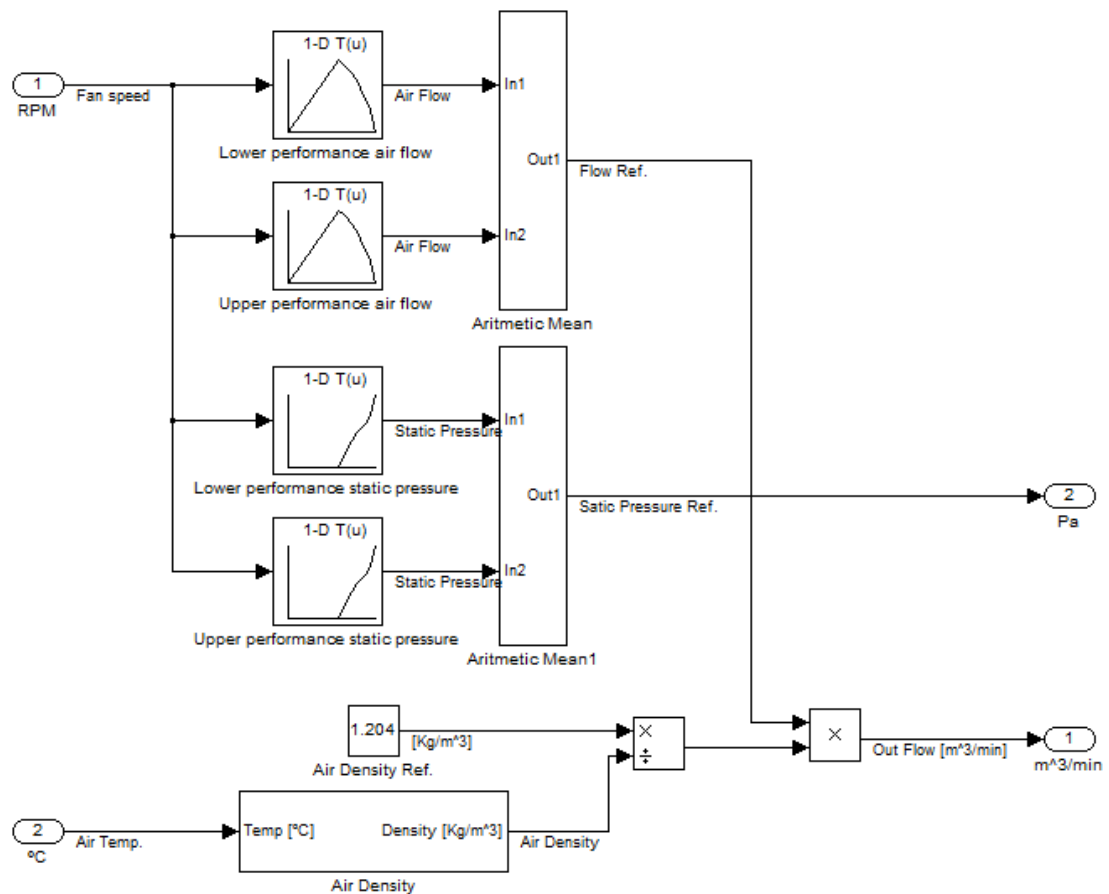 1-D T(u)
1
RPM
Fan speed
Air Flow
In1
Lower performance air flow
Out1
Flow Ref.
1-D T(u)
Air Flow
In2
Upper performance air flow
Aritmetic Mean
1-D T(u)
Static Pressure
In1
Lower performance static pressure
Out1
Satic Pressure Ref.
2
Pa
1-D T(u)
Static Pressure
In2
Upper performance static pressure
Aritmetic Mean1
1.204
[Kg/m^3]
Air Density Ref.
×
÷
×
Out Flow [m^3/min]
1
m^3/min
2
ºC
Air Temp.
Temp [ºC]
Density [Kg/m^3]
Air Density
Air Density